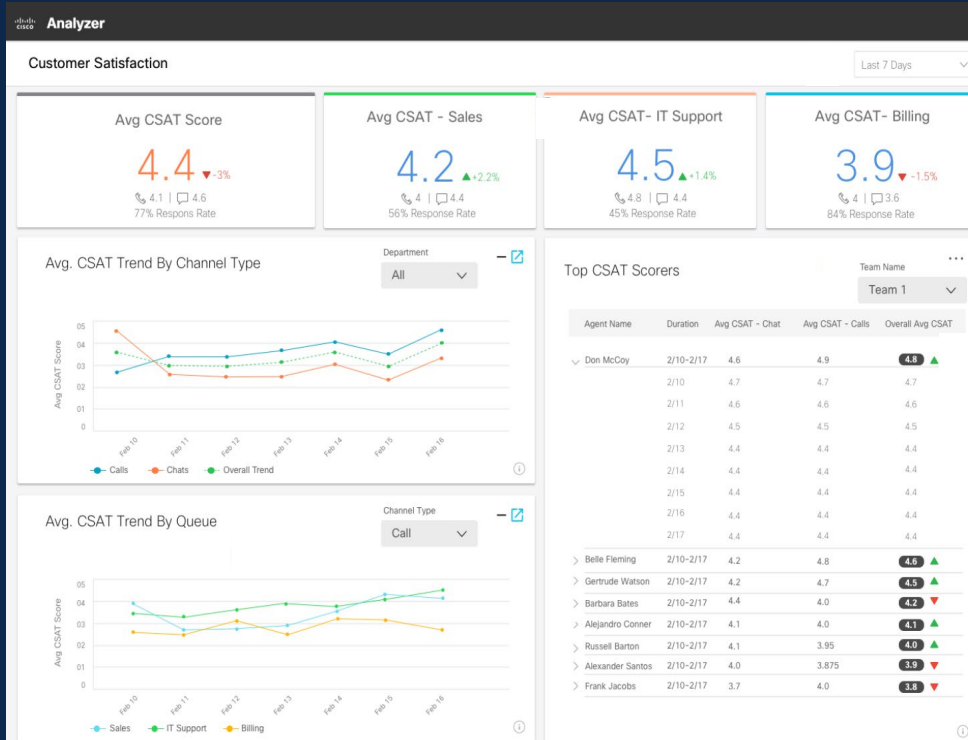 cisco Analyzer
Customer Satisfaction
Last 7 Days
Avg CSAT Score
4.4 -3%
4.1 | 4.6
77% Respons Rate
Avg CSAT - Sales
4.2 +2.2%
4 | 4.4
56% Response Rate
Avg CSAT- IT Support
4.5 +1.4%
4.8 | 4.4
45% Response Rate
Avg CSAT- Billing
3.9 -1.5%
4 | 3.6
84% Response Rate
Avg. CSAT Trend By Channel Type
Department
All
Avg CSAT Score
05
04
03
02
01
0
Feb 10 Feb 11 Feb 12 Feb 13 Feb 14 Feb 15 Feb 16
Calls Chats Overall Trend
Avg. CSAT Trend By Queue
Channel Type
Call
Avg CSAT Score
05
04
03
02
01
0
Feb 10 Feb 11 Feb 12 Feb 13 Feb 14 Feb 15 Feb 16
Sales IT Support Billing
Top CSAT Scorers
Team Name
Team 1
Agent Name Duration Avg CSAT - Chat Avg CSAT - Calls Overall Avg CSAT
Don McCoy 2/10-2/17 4.6 4.9 4.8
2/10 4.7 4.7 4.7
2/11 4.6 4.6 4.6
2/12 4.5 4.5 4.5
2/13 4.4 4.4 4.4
2/14 4.4 4.4 4.4
2/15 4.4 4.4 4.4
2/16 4.4 4.4 4.4
2/17 4.4 4.4 4.4
Belle Fleming 2/10-2/17 4.2 4.8 4.6
Gertrude Watson 2/10-2/17 4.2 4.7 4.5
Barbara Bates 2/10-2/17 4.4 4.0 4.2
Alejandro Conner 2/10-2/17 4.1 4.0 4.1
Russell Barton 2/10-2/17 4.1 3.95 4.0
Alexander Santos 2/10-2/17 4.0 3.875 3.9
Frank Jacobs 2/10-2/17 3.7 4.0 3.8